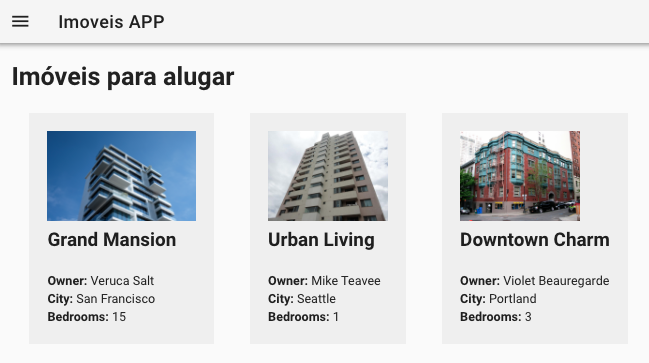 Imoveis APP
Imóveis para alugar
Grand Mansion
Owner: Veruca Salt
City: San Francisco
Bedrooms: 15
Urban Living
Owner: Mike Teavee
City: Seattle
Bedrooms: 1
Downtown Charm
Owner: Violet Beauregarde
City: Portland
Bedrooms: 3